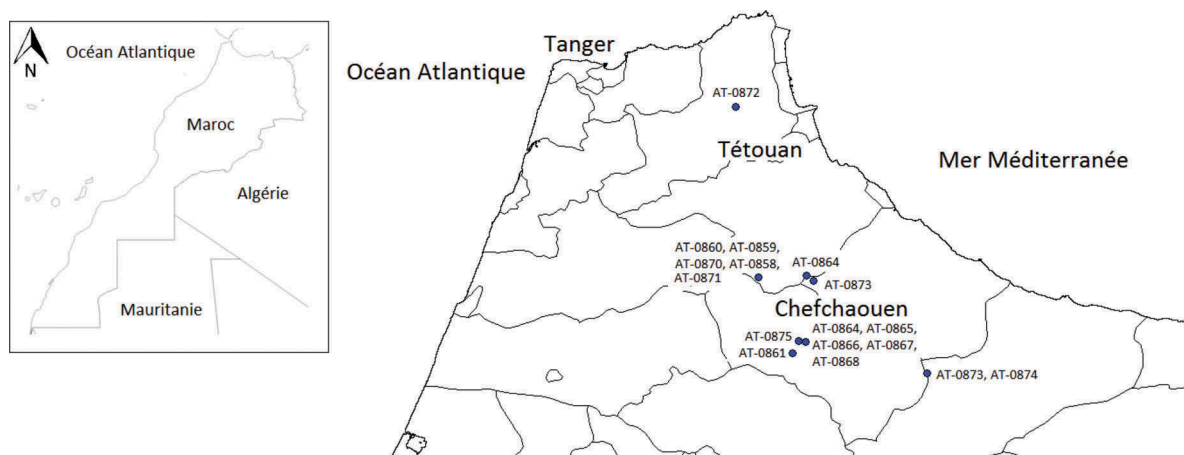 Océan Atlantique
N
Maroc
Algérie
Mauritanie
Tanger
Océan Atlantique
AT-0872
Tétouan
Mer Méditerranée
AT-0860, AT-0859,
AT-0870, AT-0858,
AT-0871
AT-0864
AT-0873
Chefchaouen
AT-0875
AT-0861
AT-0864, AT-0865,
AT-0866, AT-0867,
AT-0868
AT-0873, AT-0874